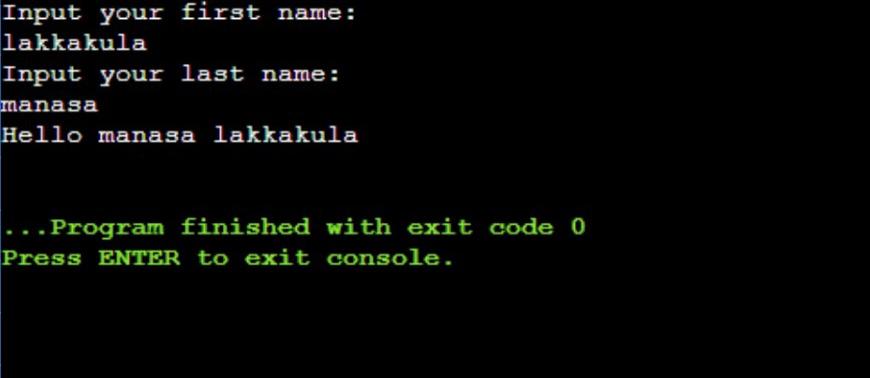 Input your first name:
lakkakula
Input your last name:
manasa
Hello manasa lakkakula
...Program finished with exit code 0
Press ENTER to exit console.